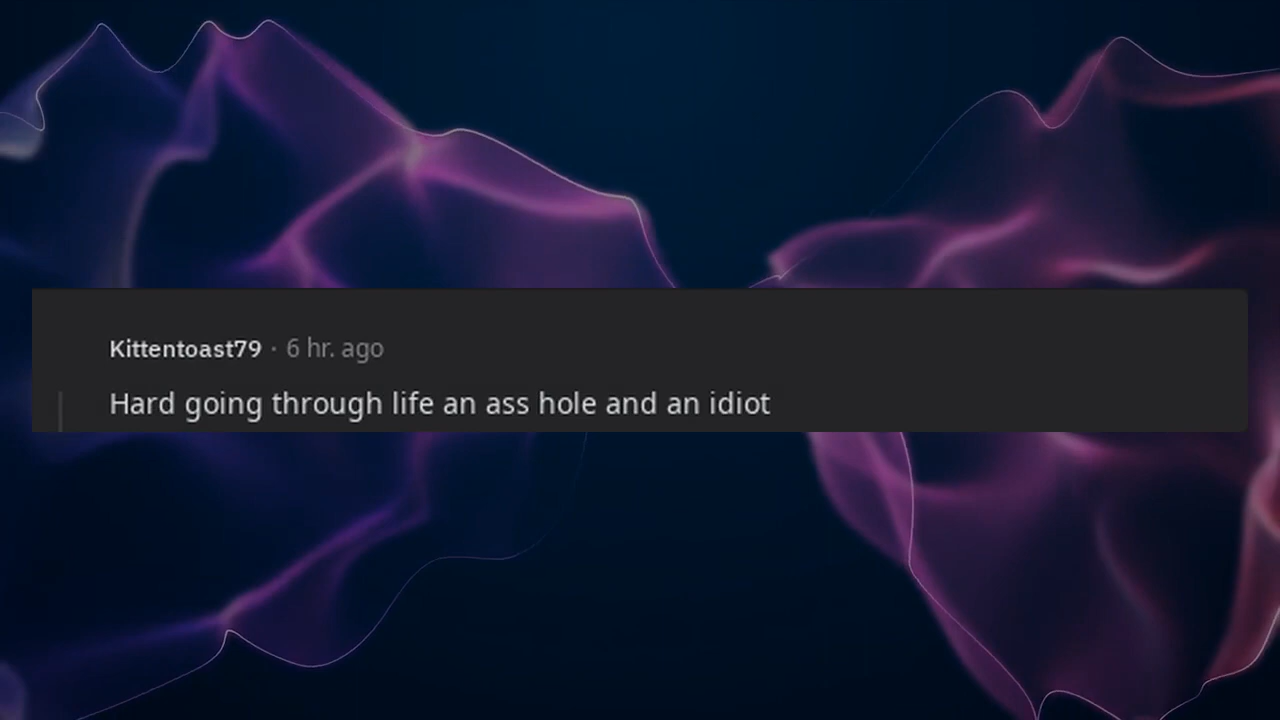 Kittentoast79 · 6 hr. ago
Hard going through life an ass hole and an idiot